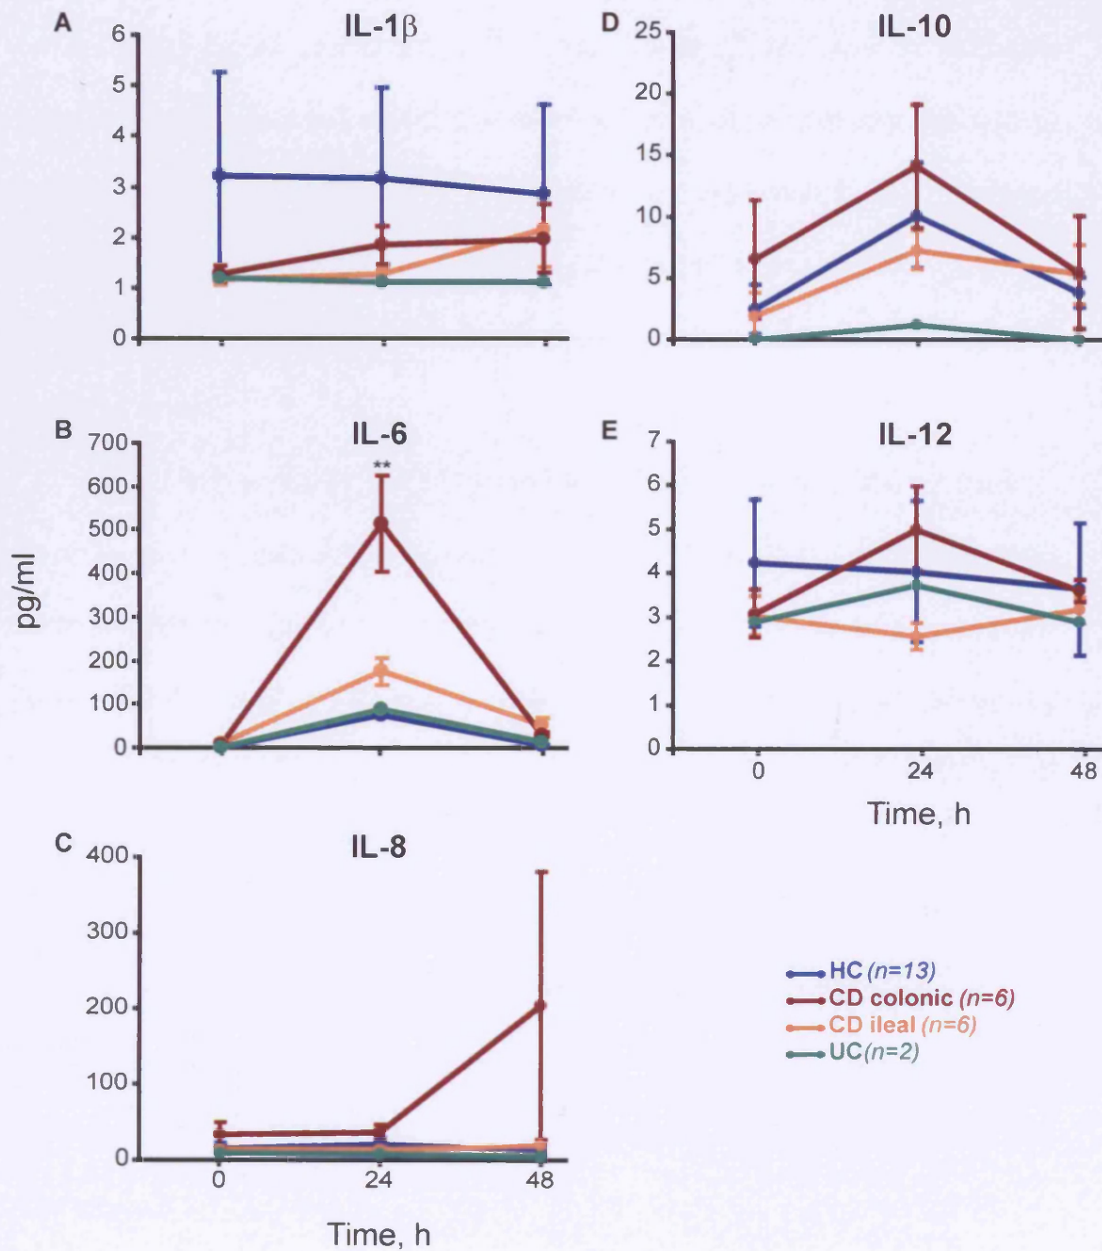 A
IL-1β
6
5
4
3
2
1
0
D
IL-10
25
20
15
10
5
0
B
IL-6
700
600
500
400
300
200
100
0
**
pg/ml
E
IL-12
7
6
5
4
3
2
1
0
0 24 48
Time, h
C
IL-8
400
300
200
100
0
0 24 48
Time, h
HC (n=13)
CD colonic (n=6)
CD ileal (n=6)
UC(n=2)